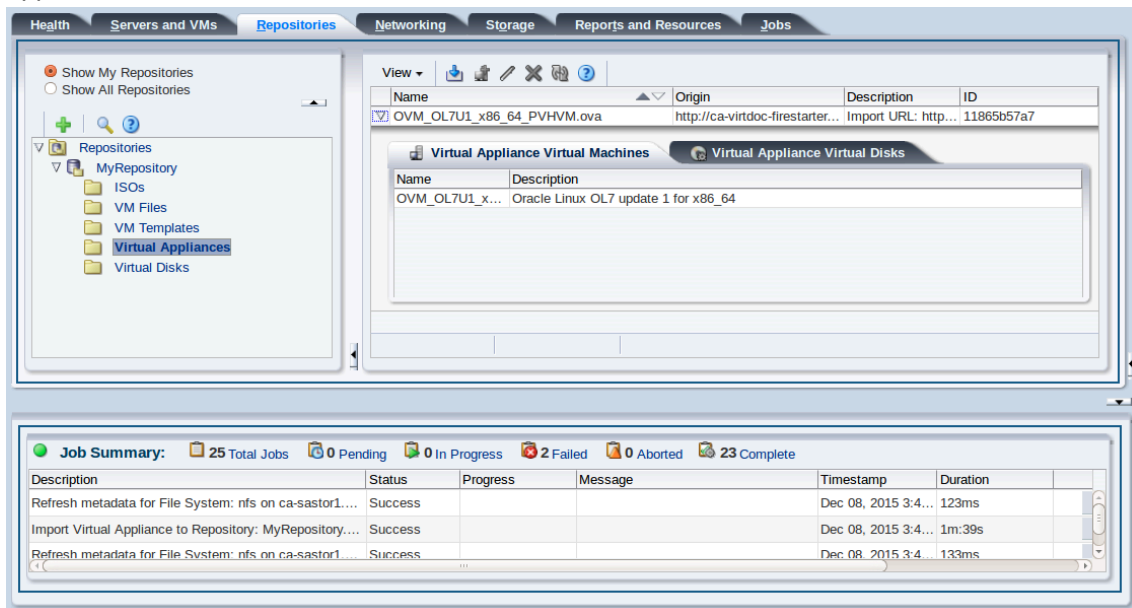 Health Servers and VMs Repositories Networking Storage Reports and Resources Jobs
Show My Repositories
Show All Repositories
Repositories
MyRepository
ISOs
VM Files
VM Templates
Virtual Appliances
Virtual Disks
View
Name Origin Description ID
OVM_OL7U1_x86_64_PVHVM.ova http://ca-virtdoc-firestarter... Import URL: http... 11865b57a7
Virtual Appliance Virtual Machines Virtual Appliance Virtual Disks
Name Description
OVM_OL7U1_x... Oracle Linux OL7 update 1 for x86_64
Job Summary: 25 Total Jobs 0 Pending 0 In Progress 2 Failed 0 Aborted 23 Complete
Description Status Progress Message Timestamp Duration
Refresh metadata for File System: nfs on ca-sastor1.... Success Dec 08, 2015 3:4... 123ms
Import Virtual Appliance to Repository: MyRepository.... Success Dec 08, 2015 3:4... 1m:39s
Refresh metadata for File System: nfs on ca-sastor1.... Success Dec 08, 2015 3:4... 133ms